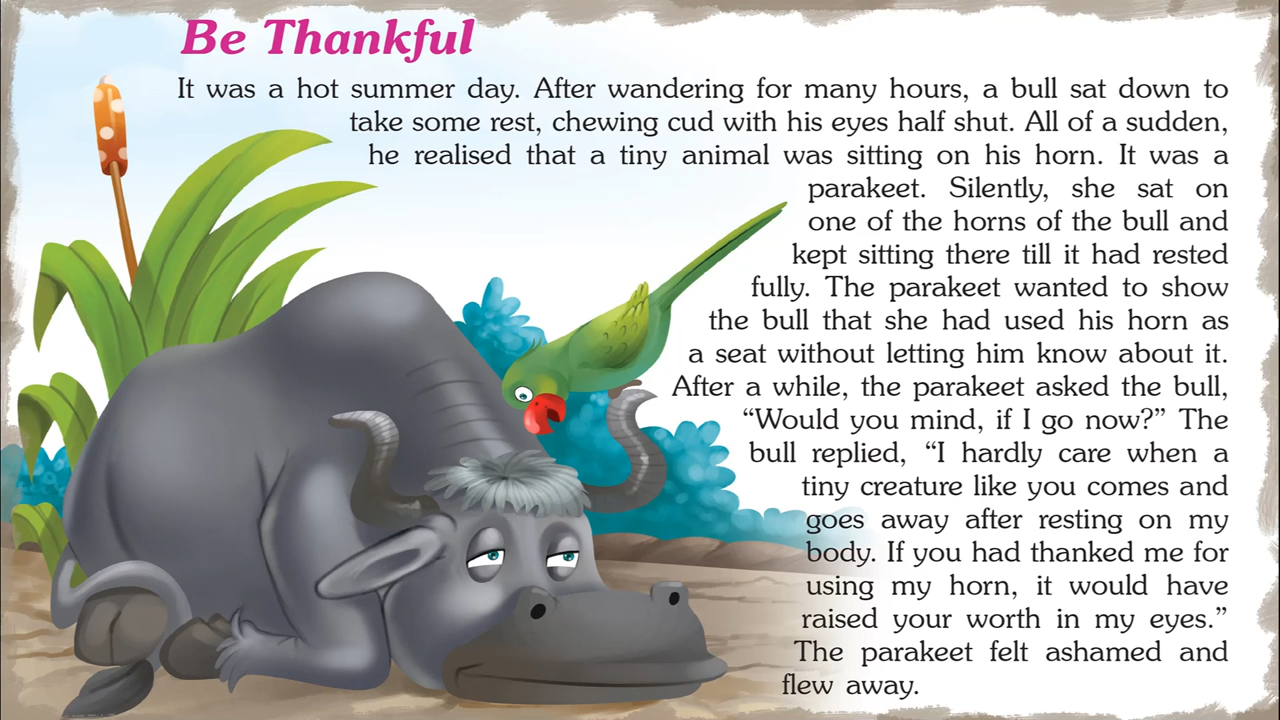 Be Thankful
It was a hot summer day. After wandering for many hours, a bull sat down to
take some rest, chewing cud with his eyes half shut. All of a sudden,
he realised that a tiny animal was sitting on his horn. It was a
parakeet. Silently, she sat on
one of the horns of the bull and
kept sitting there till it had rested
fully. The parakeet wanted to show
the bull that she had used his horn as
a seat without letting him know about it.
After a while, the parakeet asked the bull,
“Would you mind, if I go now?” The
bull replied, “I hardly care when a
tiny creature like you comes and
goes away after resting on my
body. If you had thanked me for
using my horn, it would have
raised your worth in my eyes.”
The parakeet felt ashamed and
flew away.